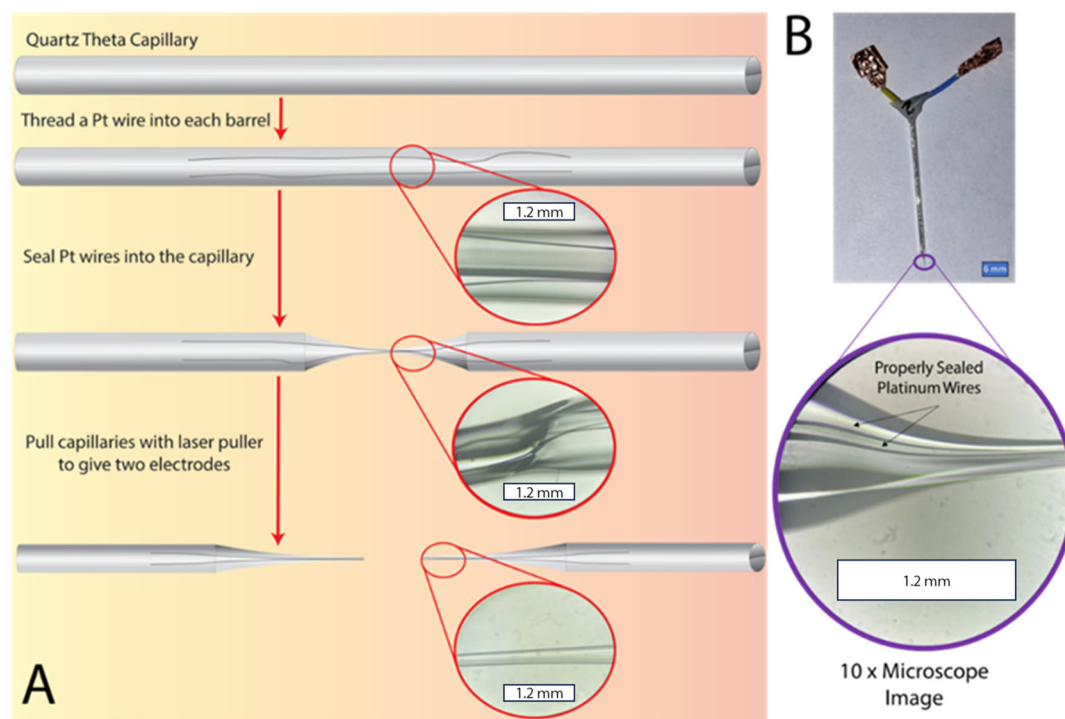 Quartz Theta Capillary
Thread a Pt wire into each barrel
1.2 mm
Seal Pt wires into the capillary
1.2 mm
Pull capillaries with laser puller
to give two electrodes
1.2 mm
A
B
6 mm
Properly Sealed
Platinum Wires
1.2 mm
10 x Microscope
Image